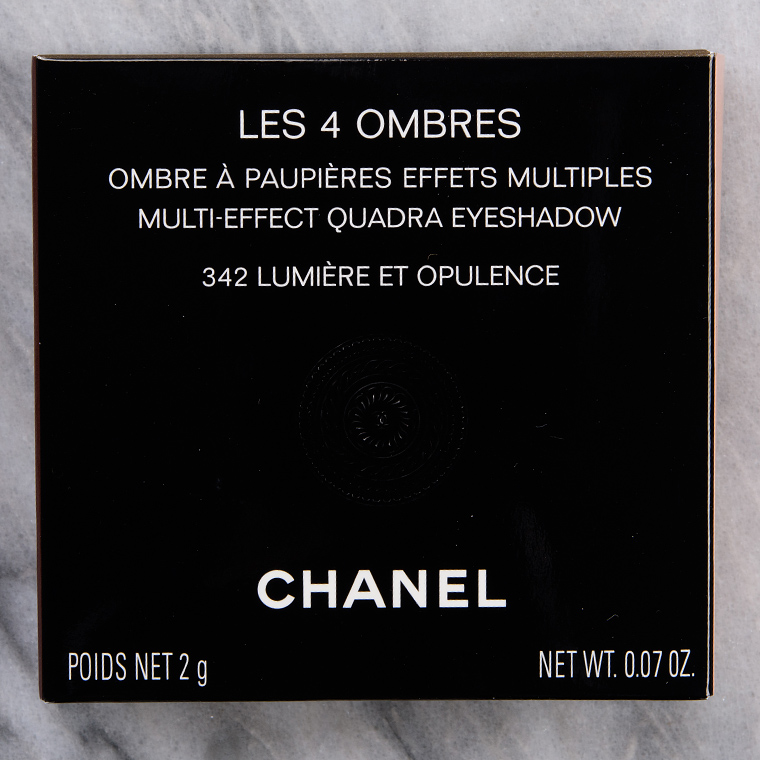 LES 4 OMBRES
OMBRE À PAUPIÈRES EFFETS MULTIPLES
MULTI-EFFECT QUADRA EYESHADOW
342 LUMIÈRE ET OPULENCE
CHANEL
POIDS NET 2 g NET WT. 0.07 OZ.